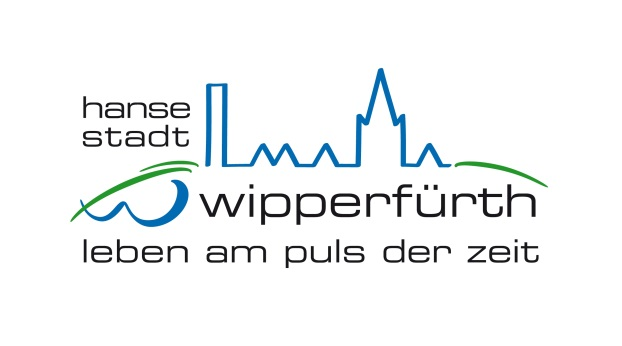 hanse
stadt
wipperfürth
leben am puls der zeit